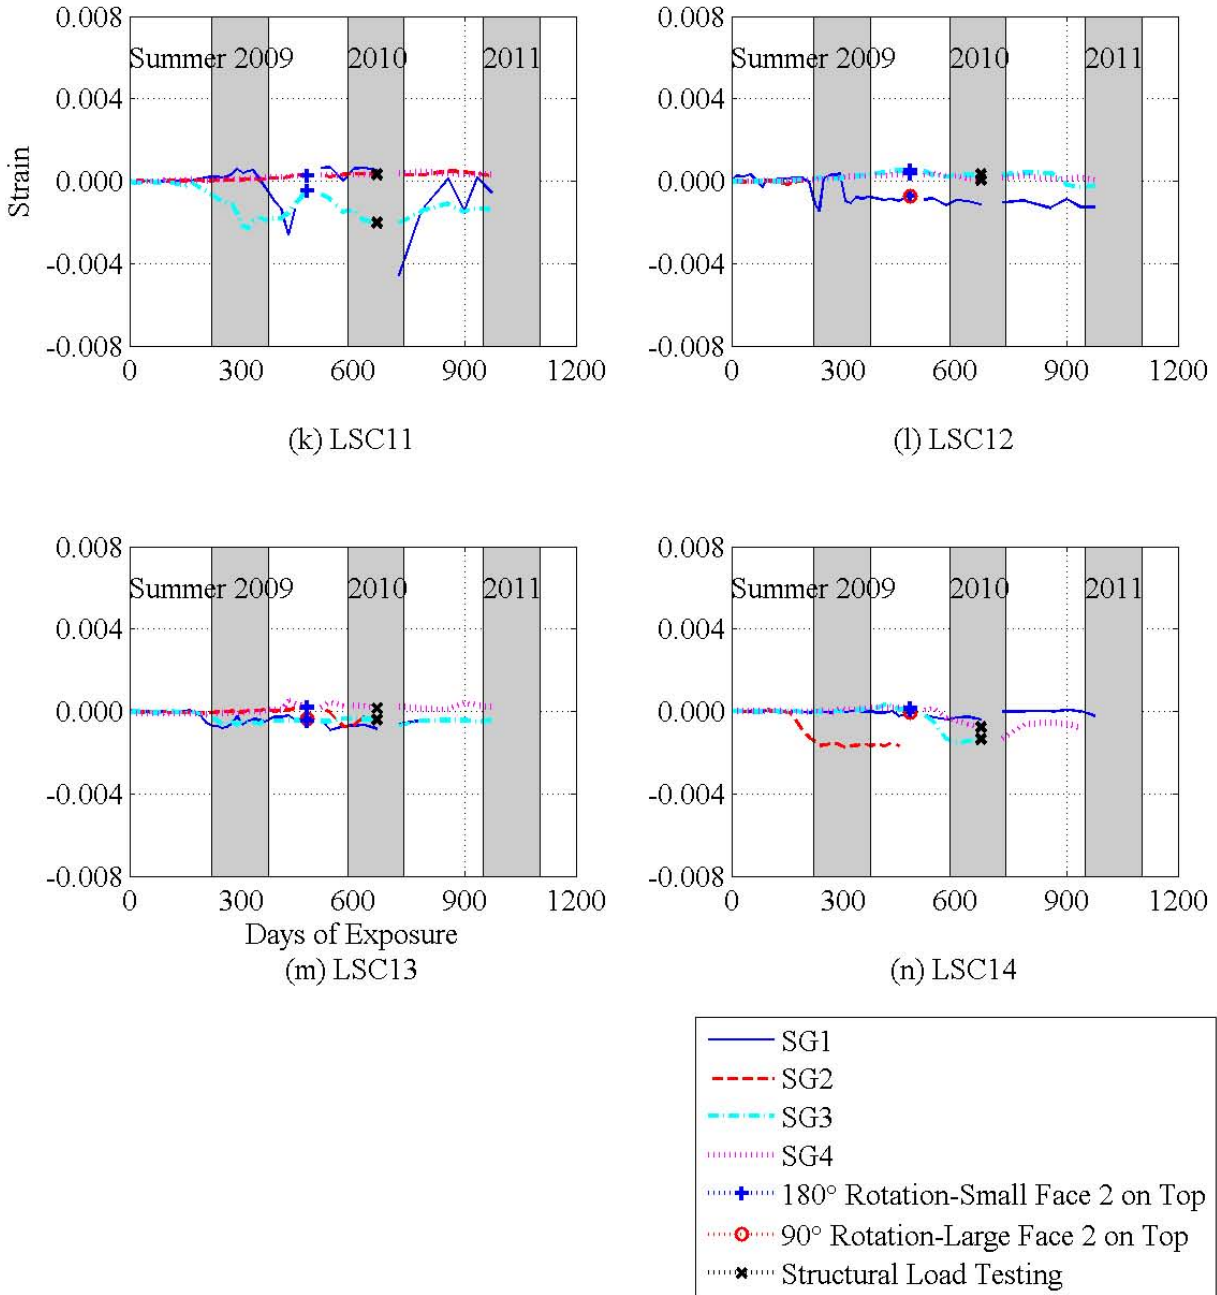 0.008
Summer 2009 2010 2011
0.004
Strain
0.000
-0.004
-0.008
0 300 600 900 1200
(k) LSC11
0.008
Summer 2009 2010 2011
0.004
0.000
-0.004
-0.008
0 300 600 900 1200
(l) LSC12
0.008
Summer 2009 2010 2011
0.004
0.000
-0.004
-0.008
0 300 600 900 1200
Days of Exposure
(m) LSC13
0.008
Summer 2009 2010 2011
0.004
0.000
-0.004
-0.008
0 300 600 900 1200
(n) LSC14
SG1
SG2
SG3
SG4
180° Rotation-Small Face 2 on Top
90° Rotation-Large Face 2 on Top
Structural Load Testing